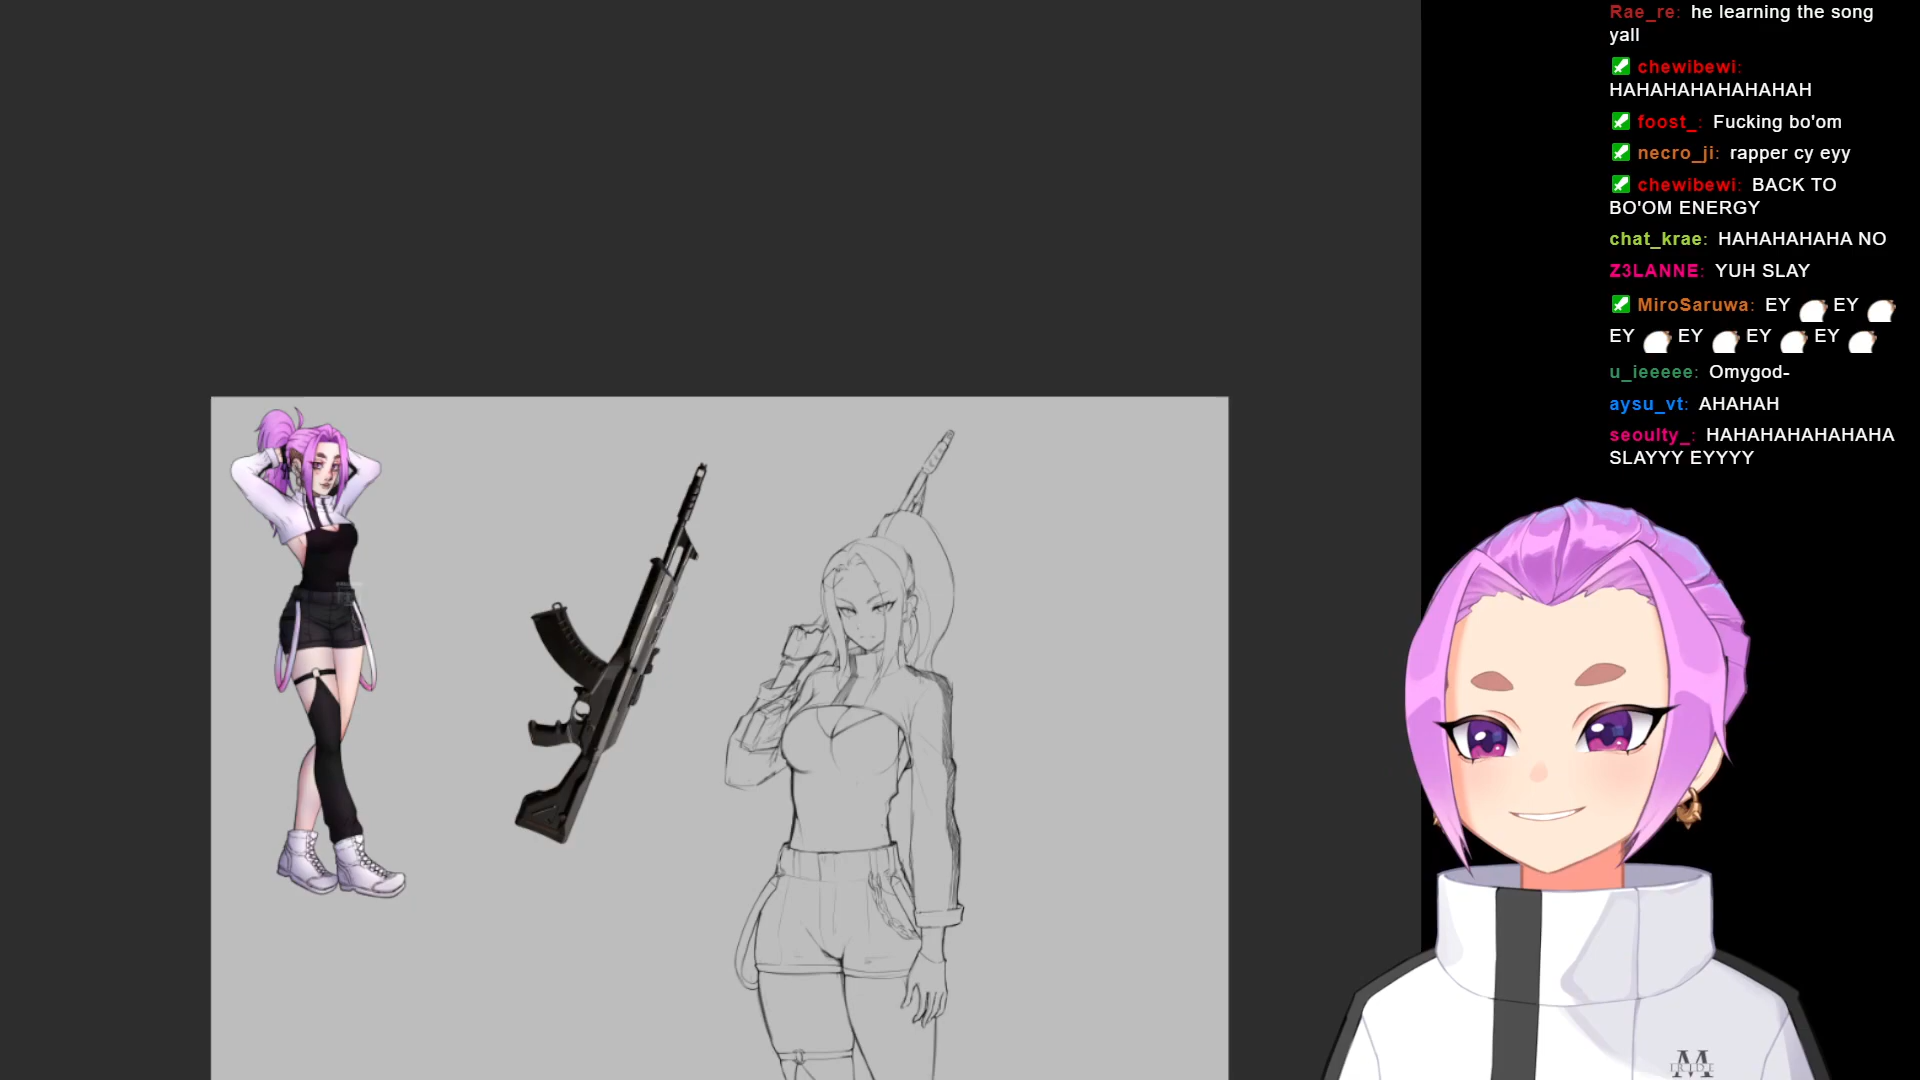 Rae_re: he learning the song
yall
chewibewi:
HAHAHAHAHAHAHAH
foost_: Fucking bo'om
necro_ji: rapper cy eyy
chewibewi: BACK TO
BO'OM ENERGY
chat_krae: HAHAHAHAHA NO
Z3LANNE: YUH SLAY
MiroSaruwa: EY EY
EY EY EY EY
u_ieeeee: Omygod-
aysu_vt: AHAHAH
seoulty_: HAHAHAHAHAHAHA
SLAYYY EYYYY